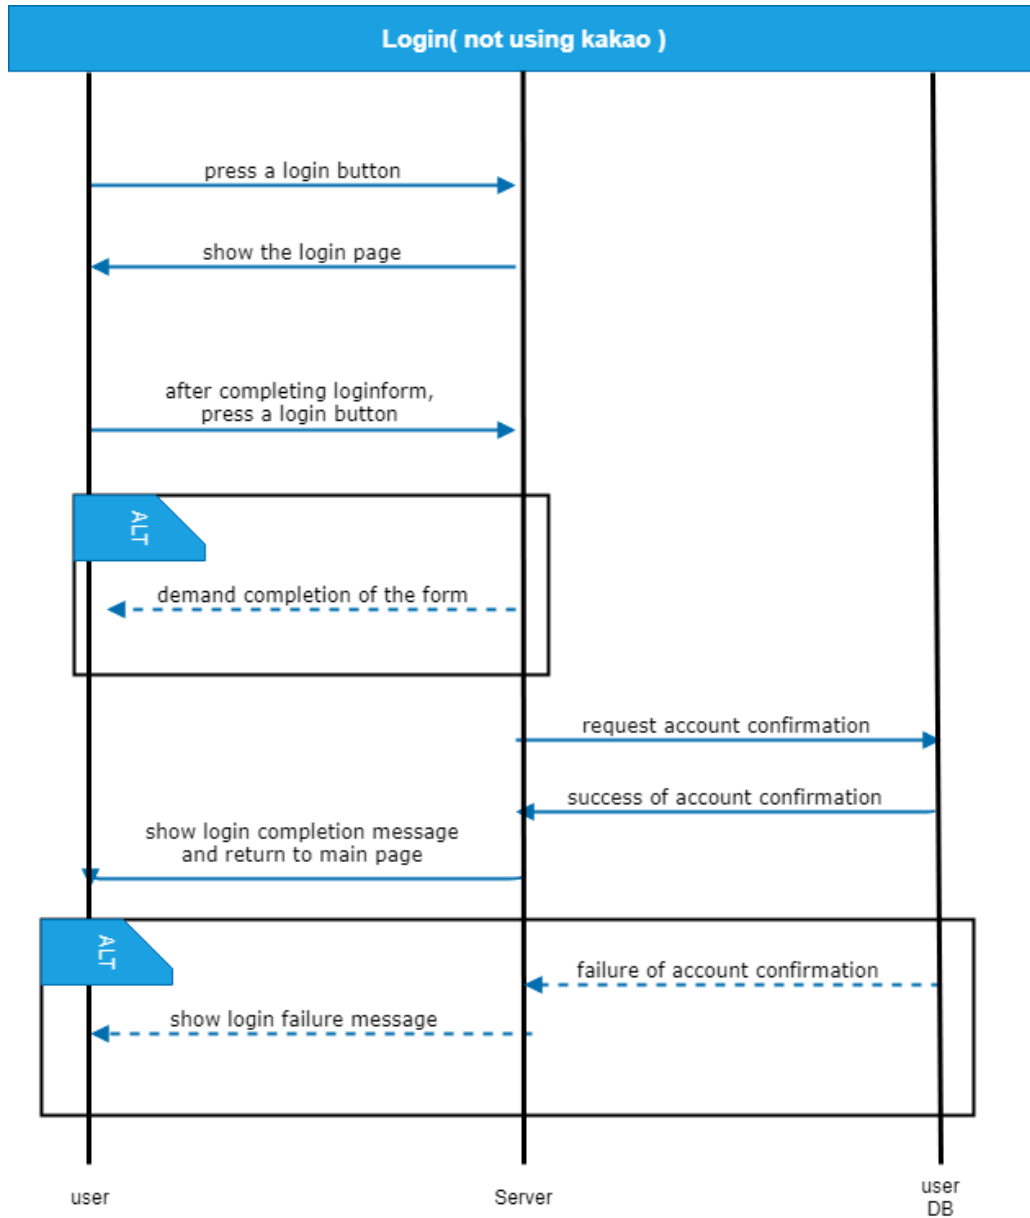 Login( not using kakao )
press a login button
show the login page
after completing loginform,
press a login button
ALT
demand completion of the form
request account confirmation
success of account confirmation
show login completion message
and return to main page
ALT
failure of account confirmation
show login failure message
user
Server
user
DB